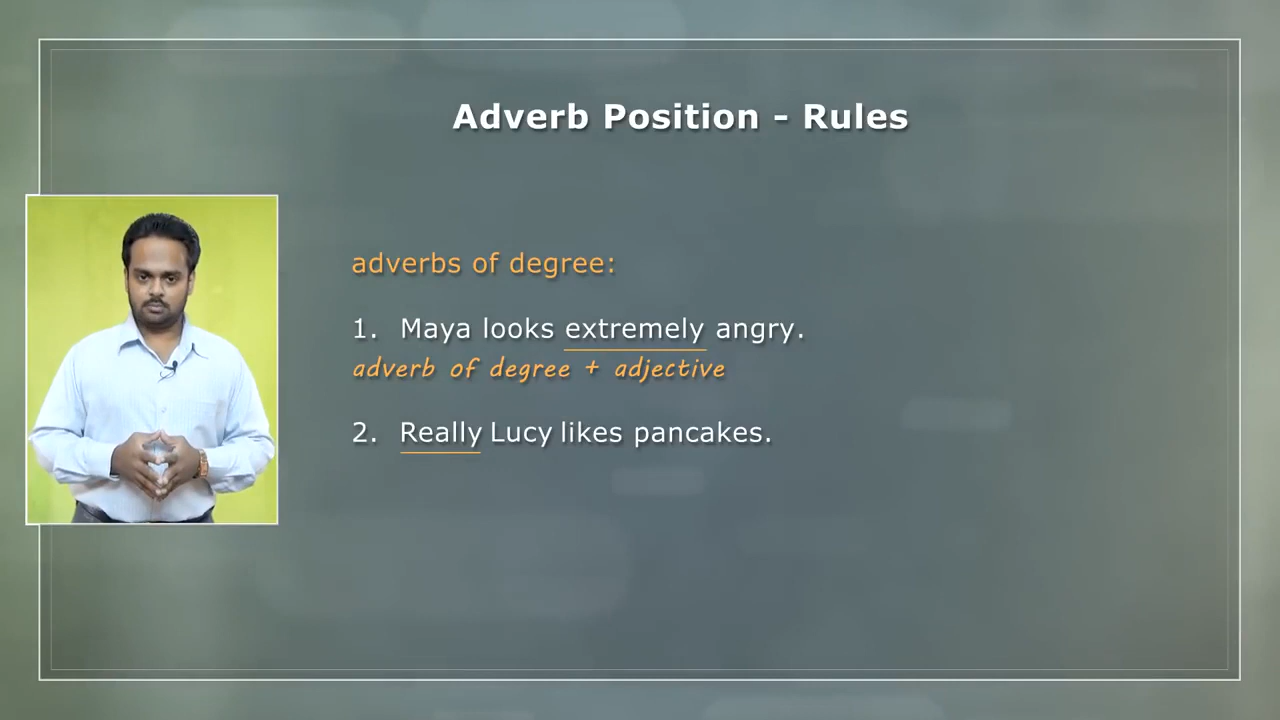 Adverb Position - Rules
adverbs of degree:
1. Maya looks extremely angry.
adverb of degree + adjective
2. Really Lucy likes pancakes.